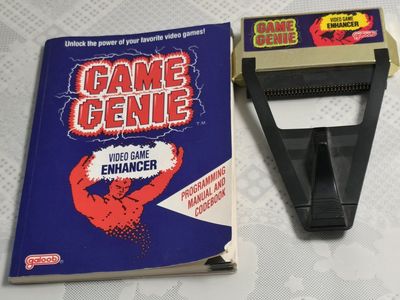 Unlock the power of your favorite video games!
GAME
GENIE
T.M.
VIDEO GAME
ENHANCER
PROGRAMMING
MANUAL AND
CODEBOOK
galoob
GAME
GENIE
VIDEO GAME
ENHANCER
galoob